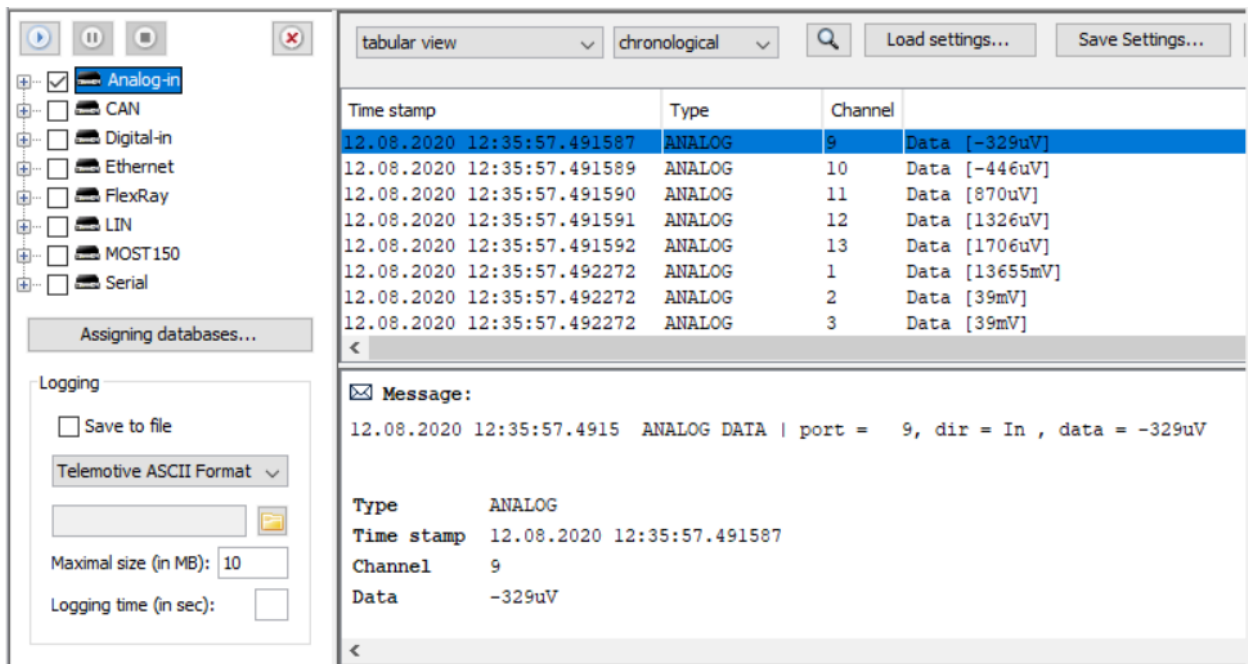 Analog-in
CAN
Digital-in
Ethernet
FlexRay
LIN
MOST150
Serial
Assigning databases...
Logging
Save to file
Telemotive ASCII Format
Maximal size (in MB): 10
Logging time (in sec):
tabular view chronological Load settings... Save Settings...
Time stamp Type Channel
12.08.2020 12:35:57.491587 ANALOG 9 Data [-329uV]
12.08.2020 12:35:57.491589 ANALOG 10 Data [-446uV]
12.08.2020 12:35:57.491590 ANALOG 11 Data [870uV]
12.08.2020 12:35:57.491591 ANALOG 12 Data [1326uV]
12.08.2020 12:35:57.491592 ANALOG 13 Data [1706uV]
12.08.2020 12:35:57.492272 ANALOG 1 Data [13655mV]
12.08.2020 12:35:57.492272 ANALOG 2 Data [39mV]
12.08.2020 12:35:57.492272 ANALOG 3 Data [39mV]
Message:
12.08.2020 12:35:57.4915 ANALOG DATA | port = 9, dir = In , data = -329uV
Type ANALOG
Time stamp 12.08.2020 12:35:57.491587
Channel 9
Data -329uV